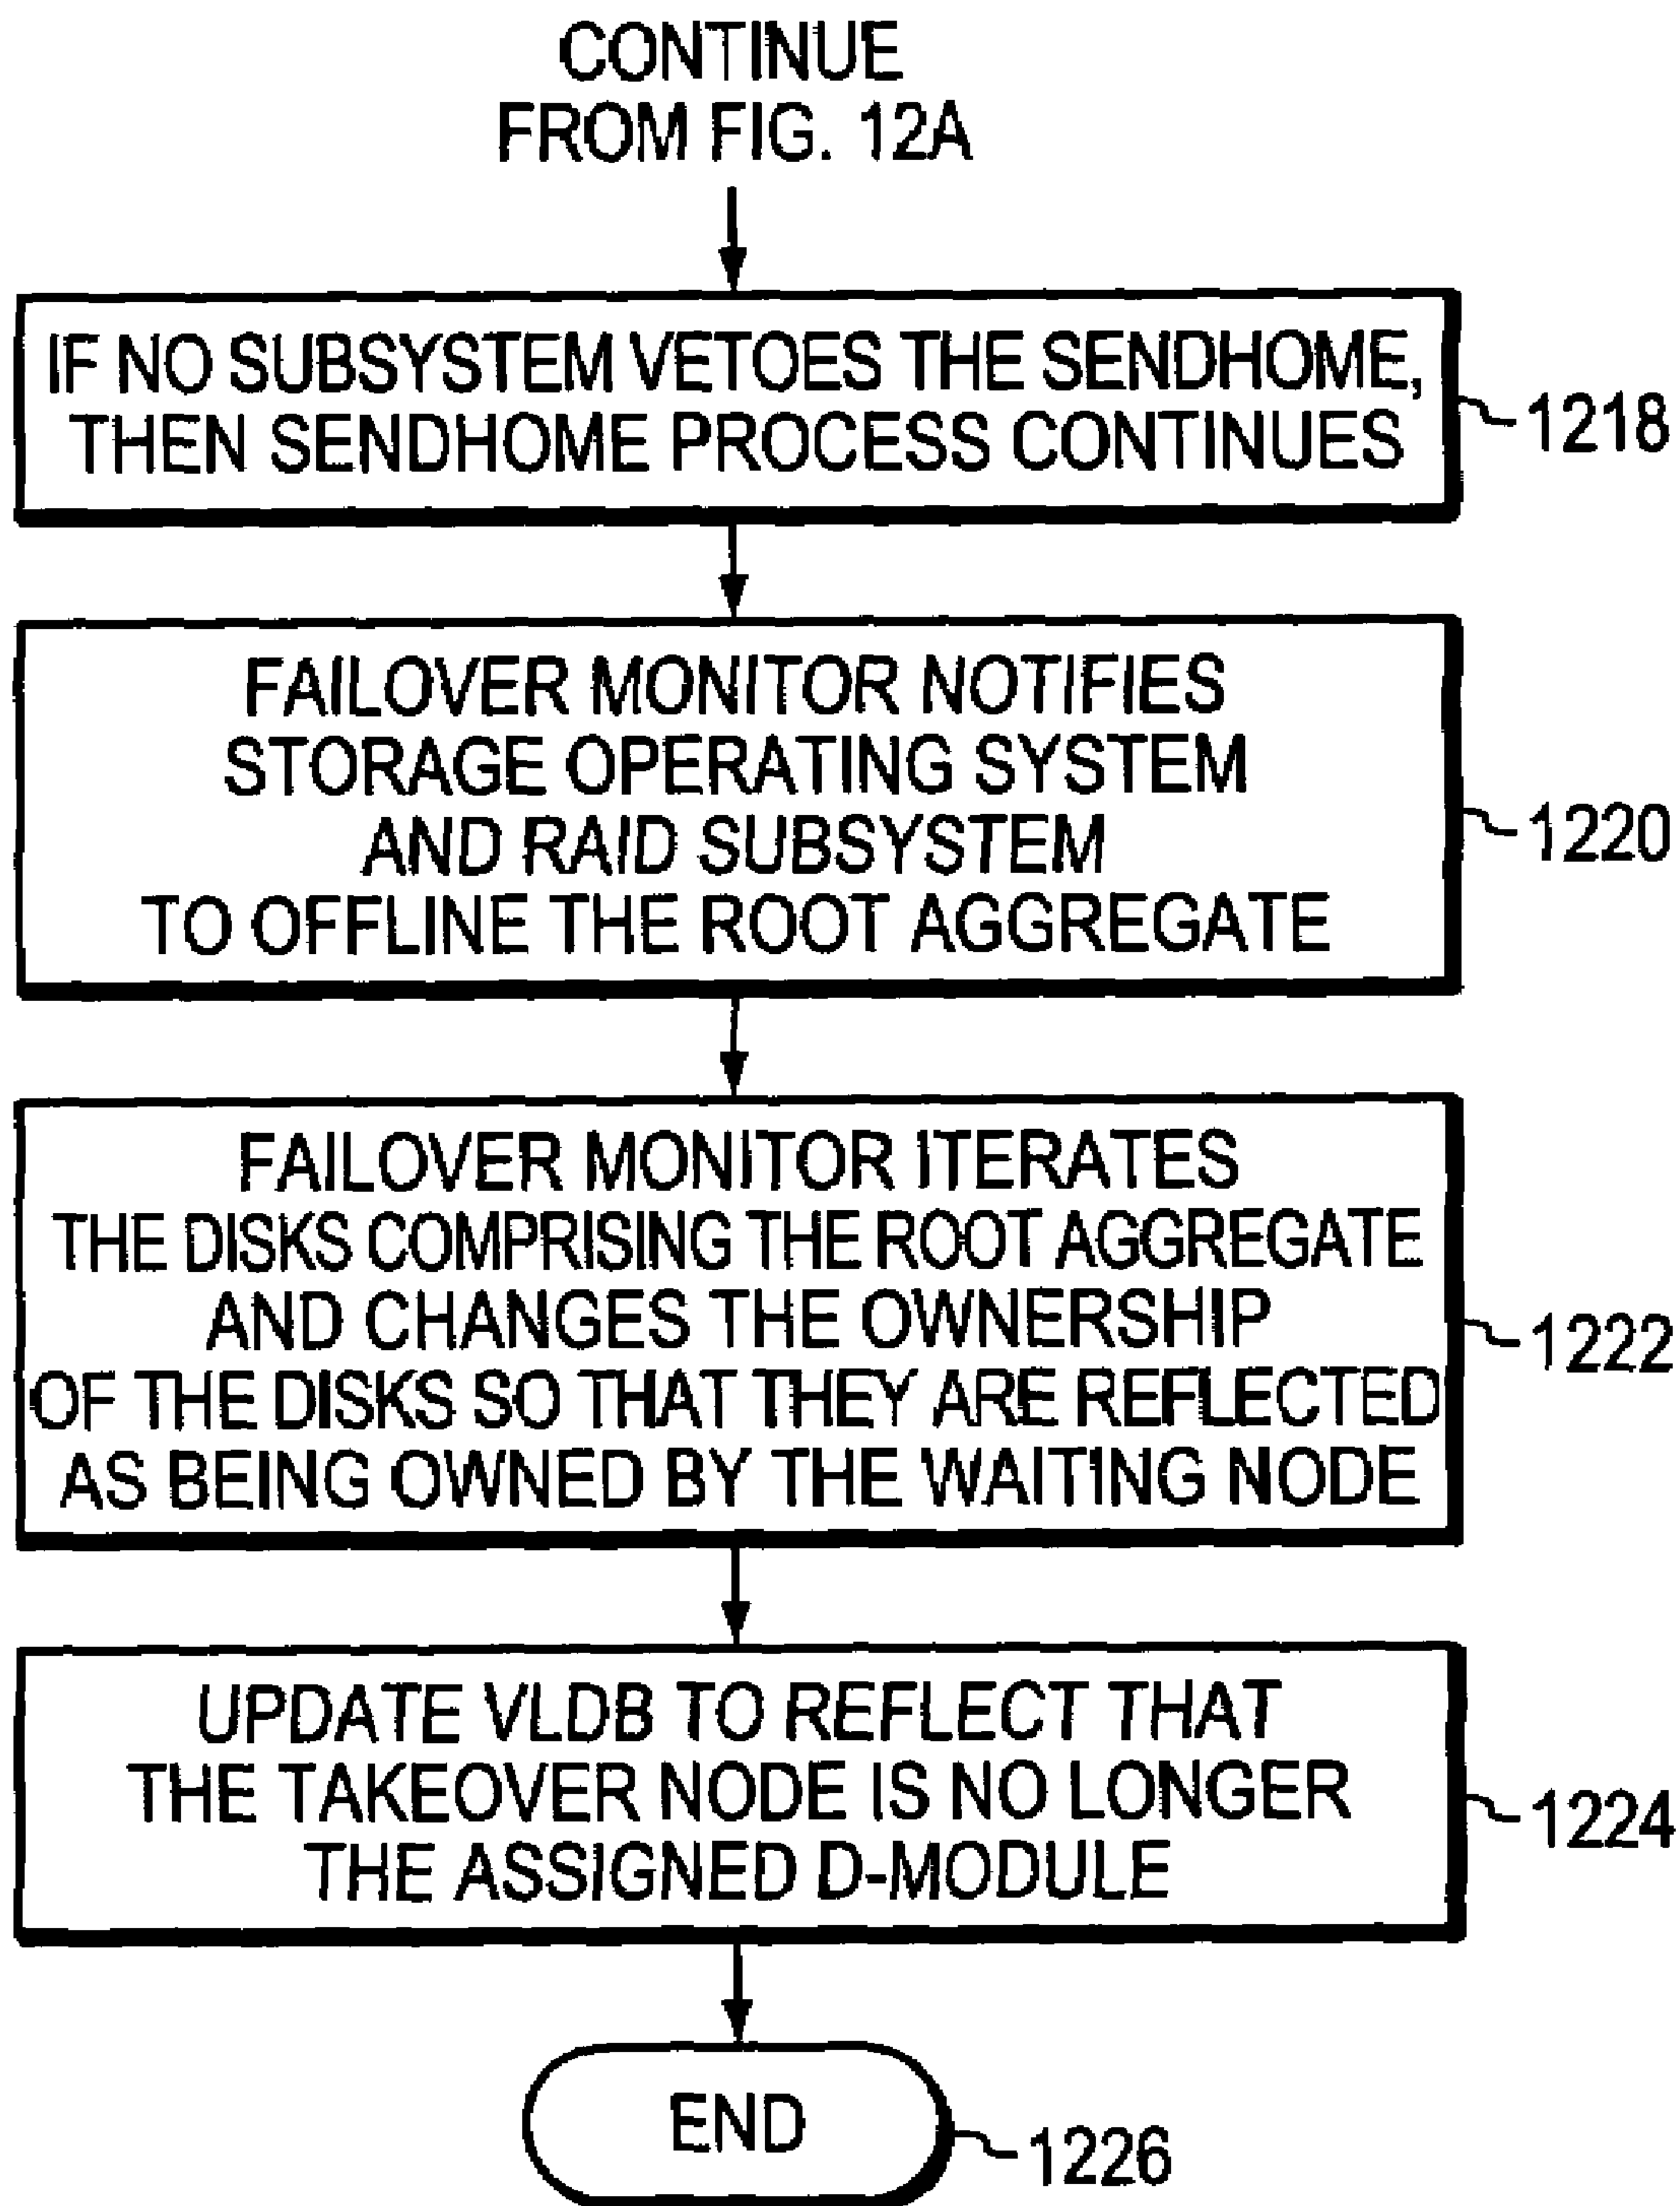 CONTINUE
FROM FIG. 12A
IF NO SUBSYSTEM VETOES THE SENDHOME,
THEN SENDHOME PROCESS CONTINUES
1218
FAILOVER MONITOR NOTIFIES
STORAGE OPERATING SYSTEM
AND RAID SUBSYSTEM
TO OFFLINE THE ROOT AGGREGATE
1220
FAILOVER MONITOR ITERATES
THE DISKS COMPRISING THE ROOT AGGREGATE
AND CHANGES THE OWNERSHIP
OF THE DISKS SO THAT THEY ARE REFLECTED
AS BEING OWNED BY THE WAITING NODE
1222
UPDATE VLDB TO REFLECT THAT
THE TAKEOVER NODE IS NO LONGER
THE ASSIGNED D-MODULE
1224
END
1226